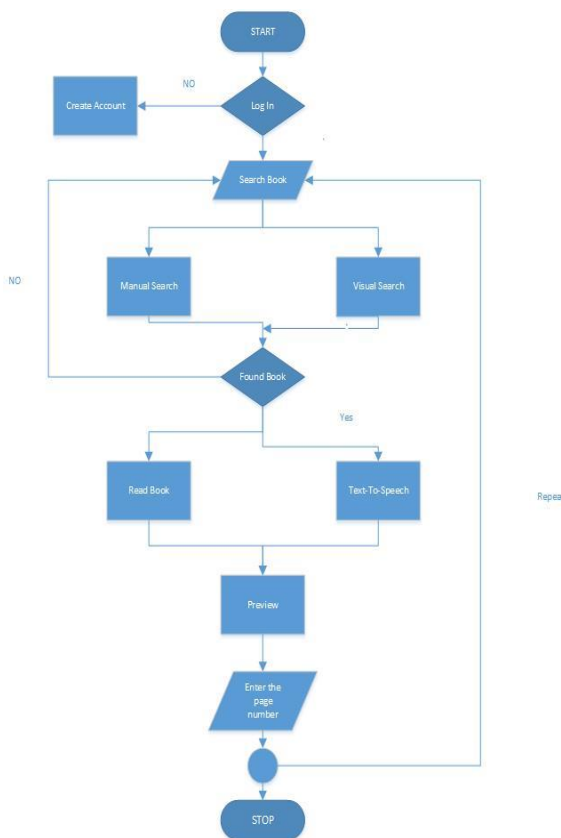 START
NO
Create Account
Log In
Search Book
Manual Search
Visual Search
NO
Found Book
Yes
Read Book
Text-To-Speech
Repea
Preview
Enter the
page
number
STOP